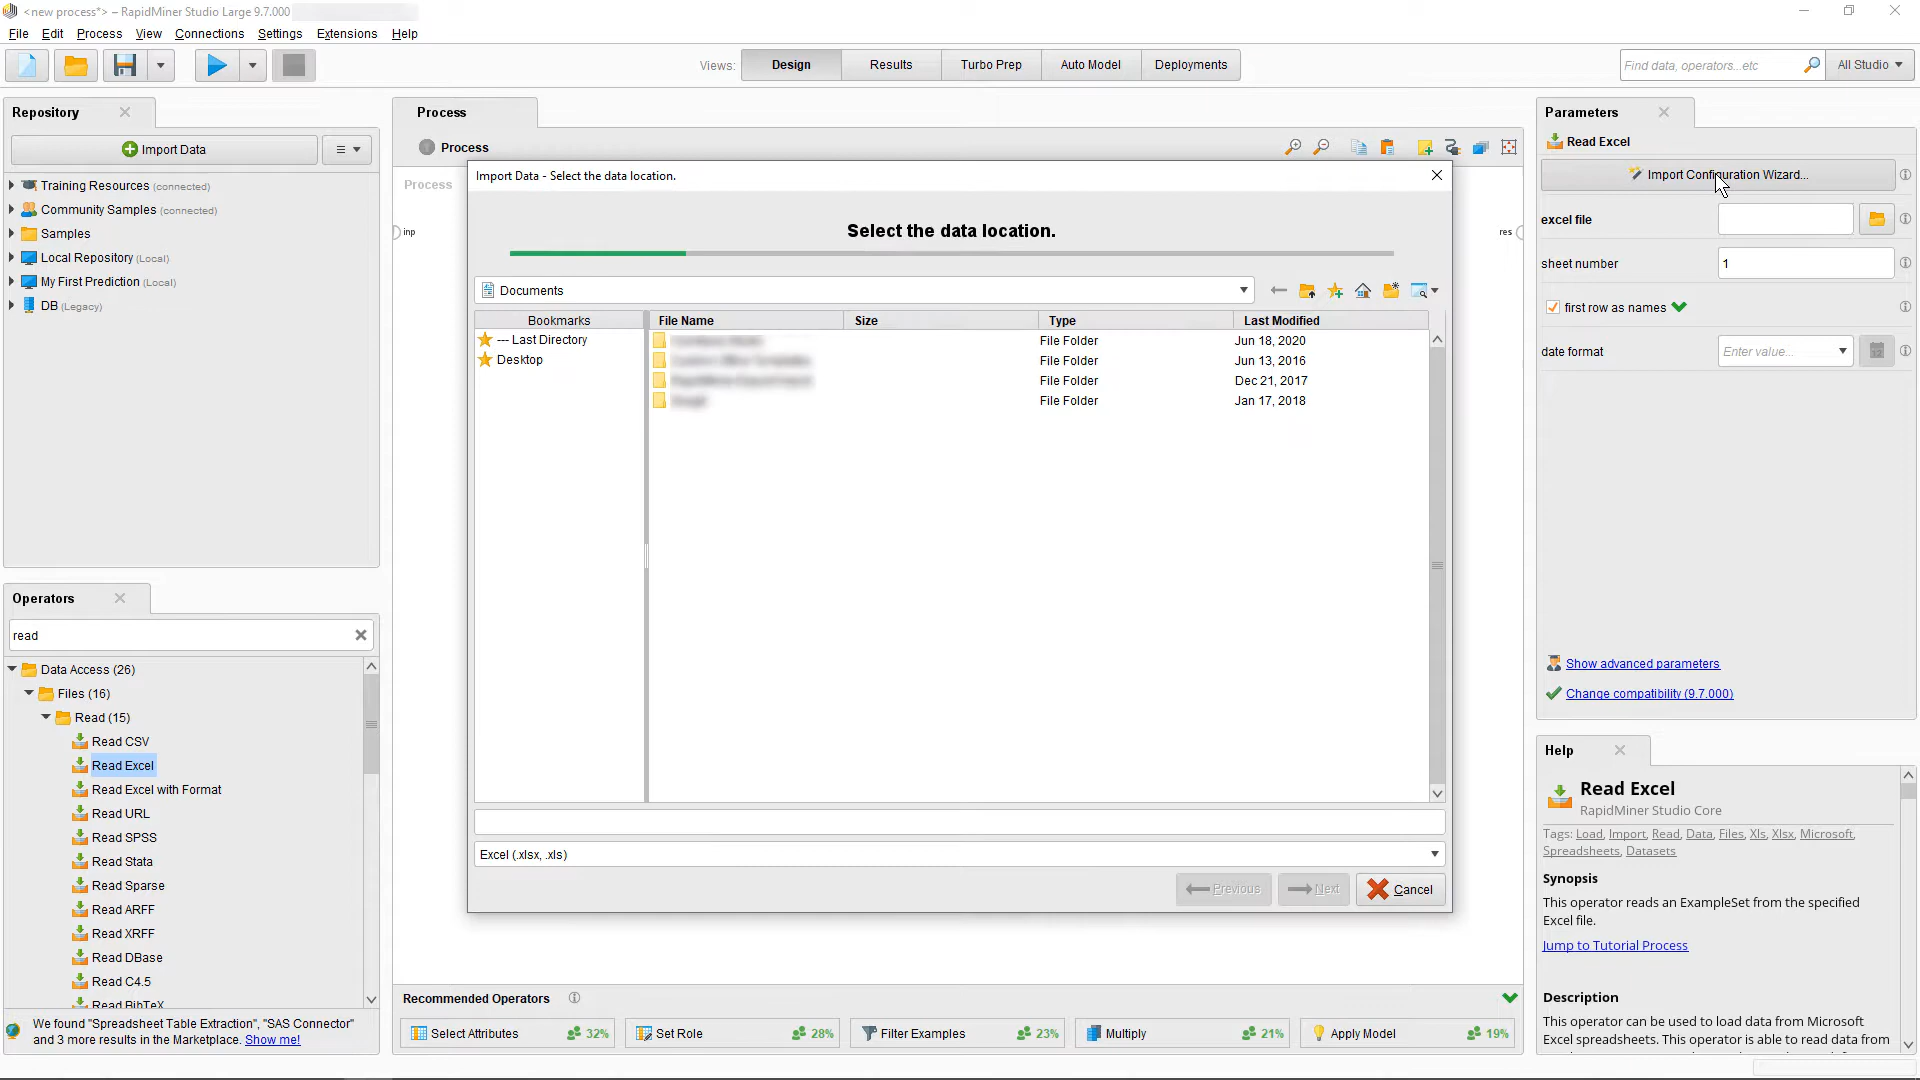 <new process*> – RapidMiner Studio Large 9.7.000
File Edit Process View Connections Settings Extensions Help
Views: Design Results Turbo Prep Auto Model Deployments
Find data, operators...etc All Studio
Repository
Import Data
Training Resources (connected)
Community Samples (connected)
Samples
Local Repository (Local)
My First Prediction (Local)
DB (Legacy)
Operators
read
Data Access (26)
Files (16)
Read (15)
Read CSV
Read Excel
Read Excel with Format
Read URL
Read SPSS
Read Stata
Read Sparse
Read ARFF
Read XRFF
Read DBase
Read C4.5
Read BibTeX
We found "Spreadsheet Table Extraction", "SAS Connector"
and 3 more results in the Marketplace. Show me!
Process
Process
Process
inp
res
Import Data - Select the data location.
Select the data location.
Documents
Bookmarks File Name Size Type Last Modified
--- Last Directory
Desktop
File Folder Jun 18, 2020
File Folder Jun 13, 2016
File Folder Dec 21, 2017
File Folder Jan 17, 2018
Excel (.xlsx, .xls)
Previous Next Cancel
Recommended Operators
Select Attributes 32% Set Role 28% Filter Examples 23% Multiply 21% Apply Model 19%
Parameters
Read Excel
Import Configuration Wizard...
excel file
sheet number 1
first row as names
date format Enter value...
Show advanced parameters
Change compatibility (9.7.000)
Help
Read Excel
RapidMiner Studio Core
Tags: Load, Import, Read, Data, Files, Xls, Xlsx, Microsoft,
Spreadsheets, Datasets
Synopsis
This operator reads an ExampleSet from the specified
Excel file.
Jump to Tutorial Process
Description
This operator can be used to load data from Microsoft
Excel spreadsheets. This operator is able to read data from